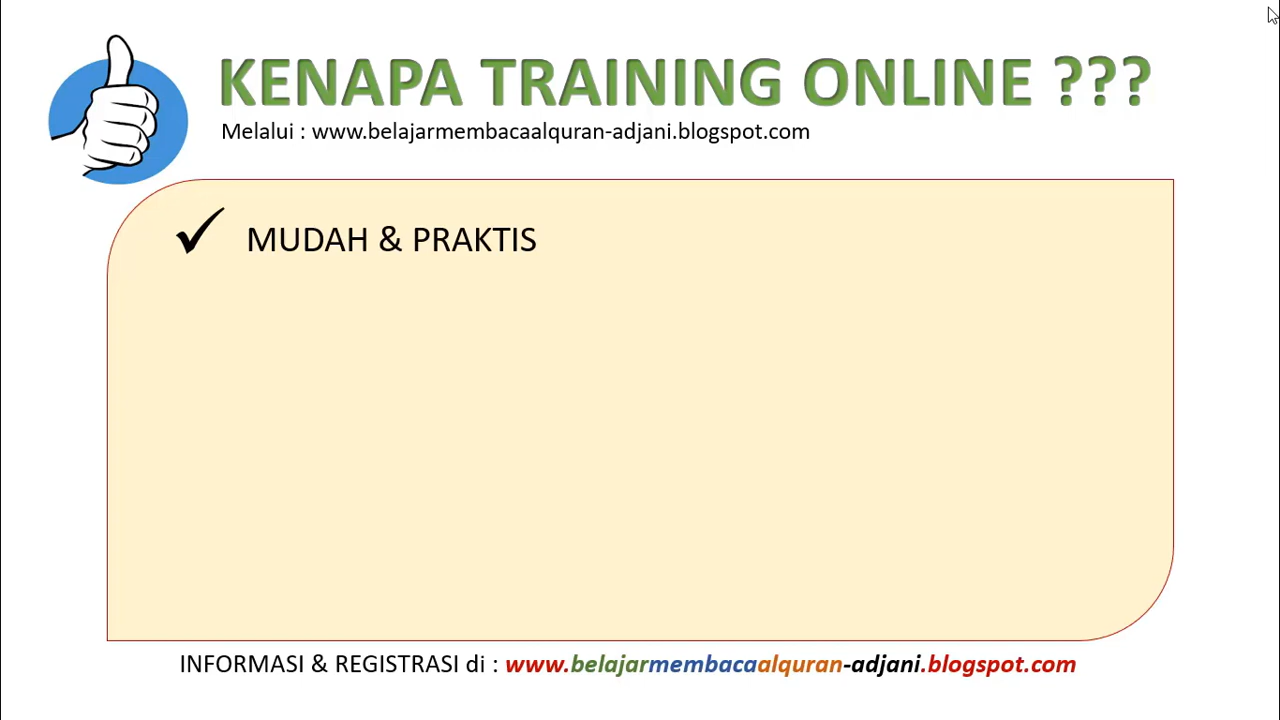 KENAPA TRAINING ONLINE ???
Melalui : www.belajarmembacaalquran-adjani.blogspot.com
MUDAH & PRAKTIS
INFORMASI & REGISTRASI di : www.belajarmembacaalquran-adjani.blogspot.com